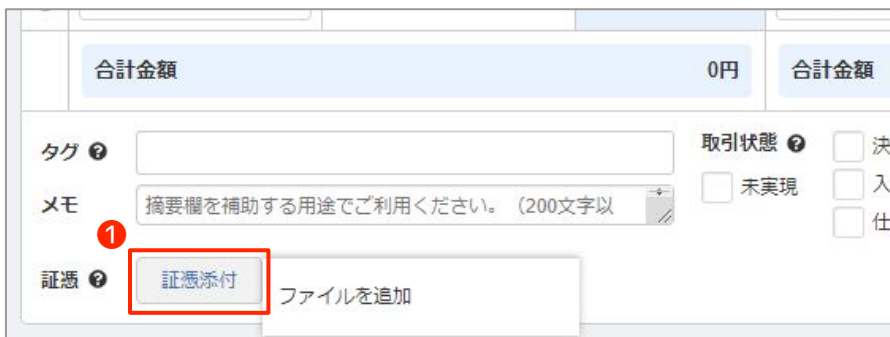 合計金額 0円 合計金額
タグ ?
取引状態 ? 決
未実現 入
メモ 摘要欄を補助する用途でご利用ください。（200文字以
仕
1
証憑 ? 証憑添付 ファイルを追加